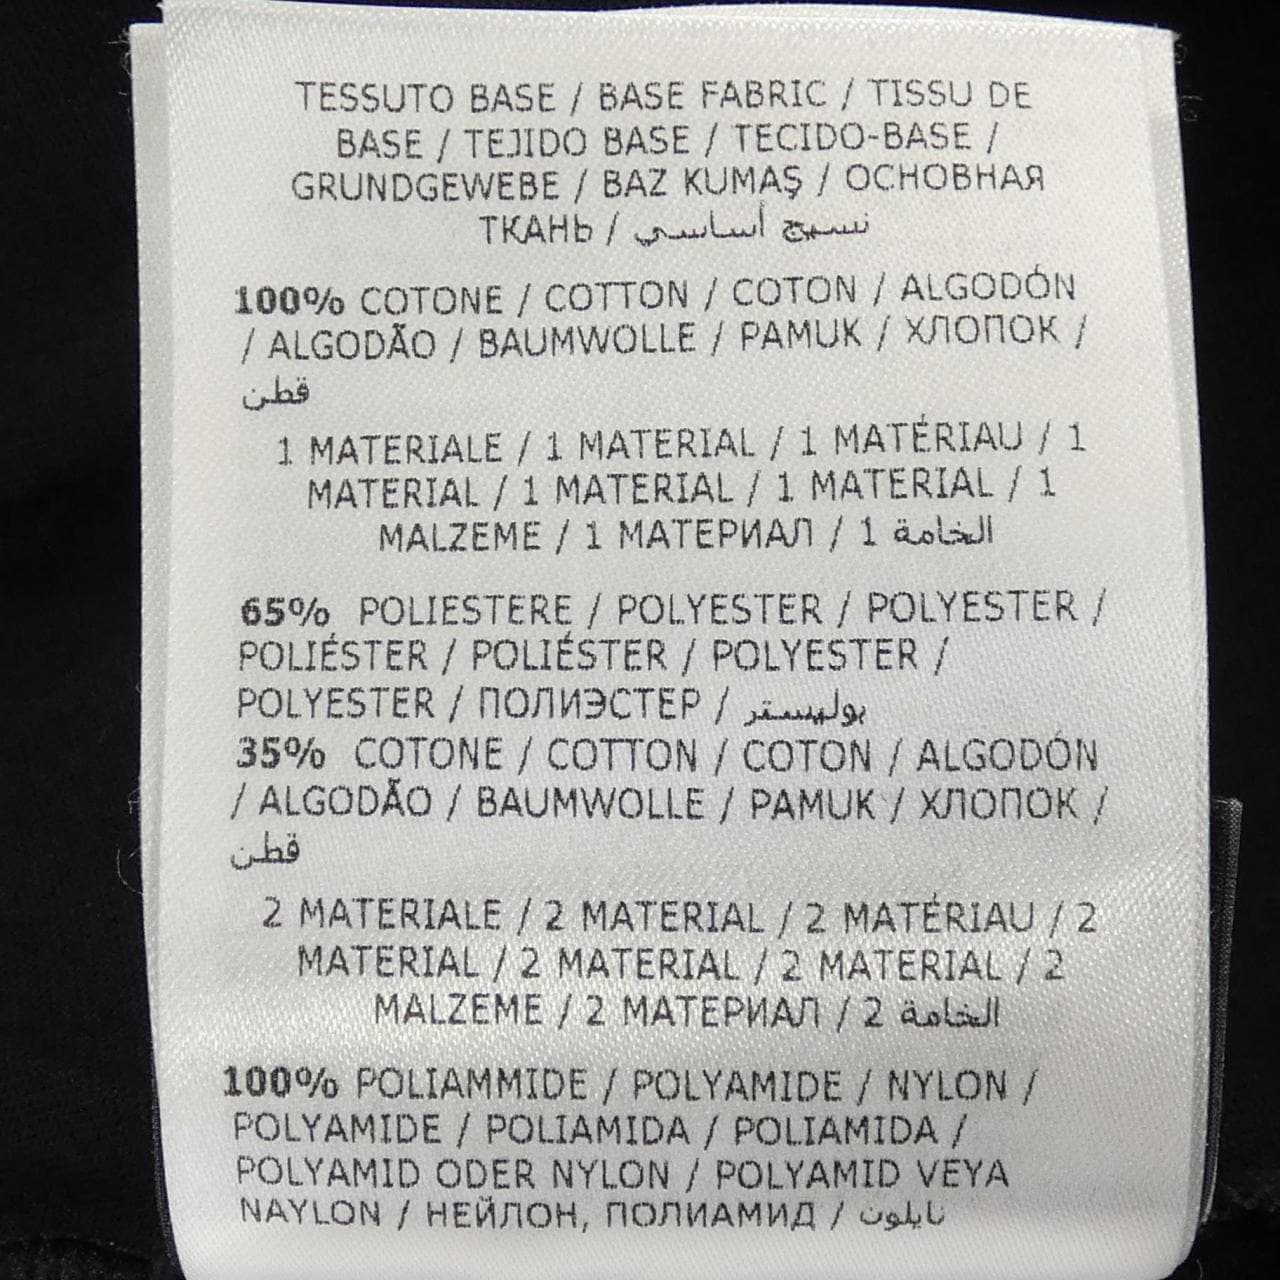 TESSUTO BASE / BASE FABRIC / TISSU DE
BASE / TEJIDO BASE / TECIDO-BASE /
GRUNDGEWEBE / BAZ KUMAŞ / ОСНОВНАЯ
ТКАНЬ / نسيج أساسي
100% COTONE / COTTON / COTON / ALGODÓN
/ ALGODÃO / BAUMWOLLE / PAMUK / ХЛОПОК /
قطن
1 MATERIALE / 1 MATERIAL / 1 MATÉRIAU / 1
MATERIAL / 1 MATERIAL / 1 MATERIAL / 1
MALZEME / 1 МАТЕРИАЛ / 1 الخامة
65% POLIESTERE / POLYESTER / POLYESTER /
POLIÉSTER / POLIÉSTER / POLYESTER /
POLYESTER / ПОЛИЭСТЕР / بوليستر
35% COTONE / COTTON / COTON / ALGODÓN
/ ALGODÃO / BAUMWOLLE / PAMUK / ХЛОПОК /
قطن
2 MATERIALE / 2 MATERIAL / 2 MATÉRIAU / 2
MATERIAL / 2 MATERIAL / 2 MATERIAL / 2
MALZEME / 2 МАТЕРИАЛ / 2 الخامة
100% POLIAMMIDE / POLYAMIDE / NYLON /
POLYAMIDE / POLIAMIDA / POLIAMIDA /
POLYAMID ODER NYLON / POLYAMID VEYA
NAYLON / НЕЙЛОН, ПОЛИАМИД / نايلون